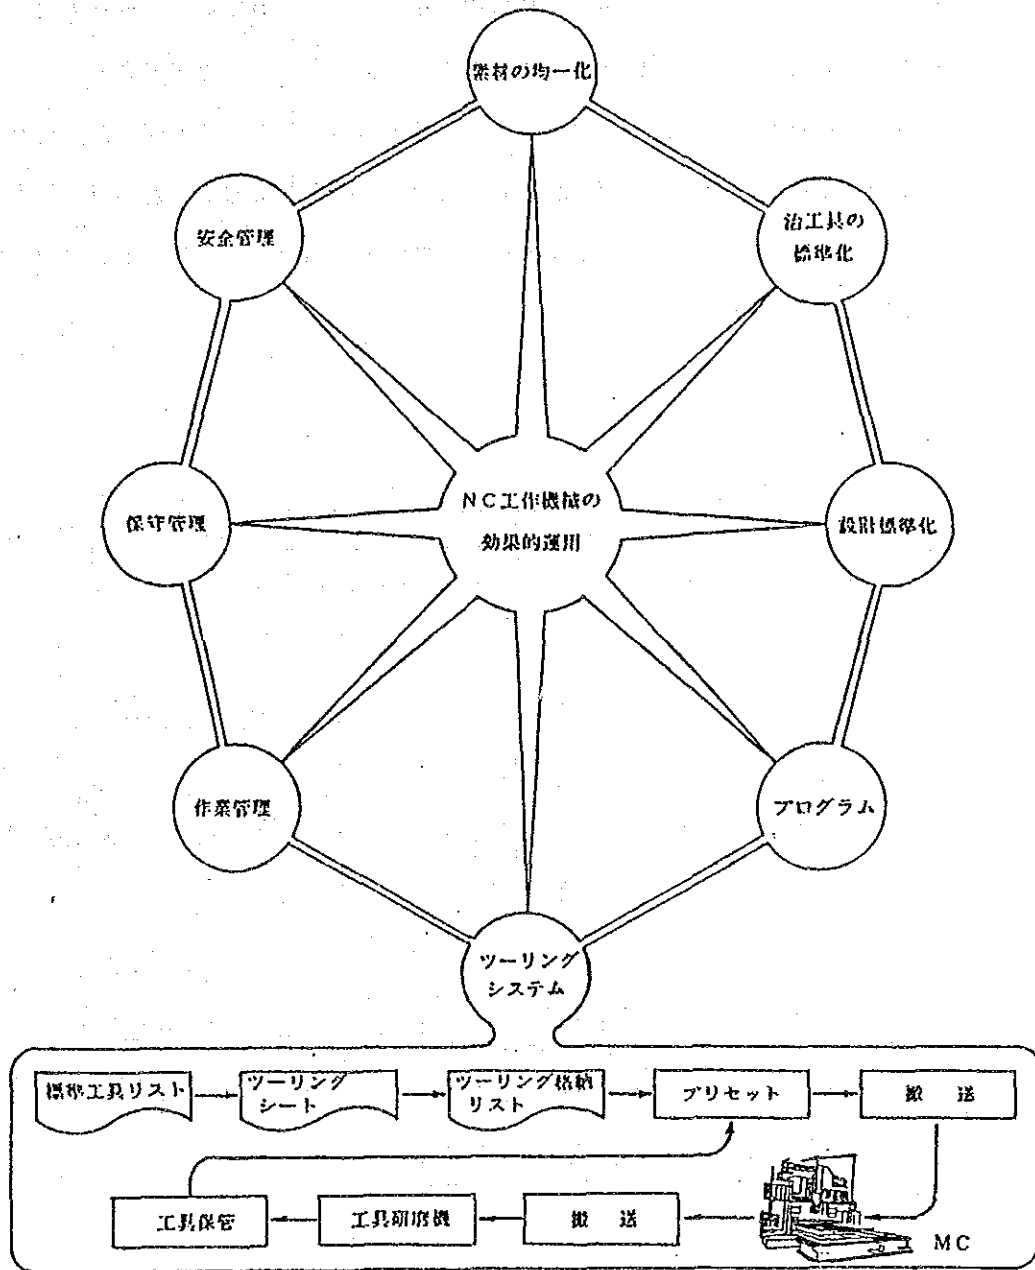 素材の均一化
安全管理
治工具の
標準化
保守管理
NC工作機械の
効果的運用
設計標準化
作業管理
プログラム
ツーリング
システム
標準工具リスト
ツーリング
シート
ツーリング格納
リスト
プリセット
搬 送
工具保管
工具研磨機
搬 送
MC